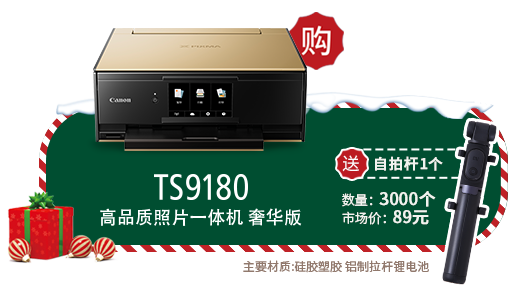 购
PIXMA
Canon
TS9180
高品质照片一体机 奢华版
送 自拍杆1个
数量：3000个
市场价：89元
主要材质:硅胶塑胶 铝制拉杆锂电池